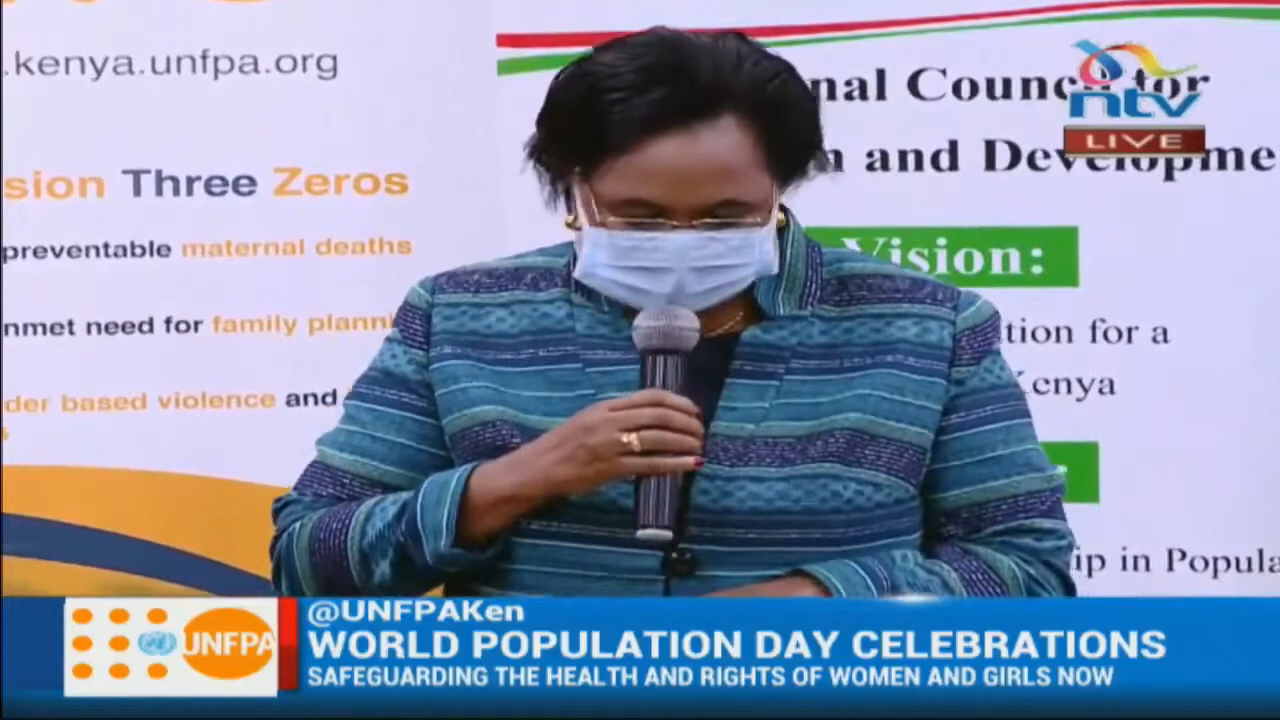 .kenya.unfpa.org
sion Three Zeros
preventable maternal deaths
nmet need for family planni
der based violence and
nal Council for
n and Developme
Vision:
tion for a
Kenya
ip in Popula
ntv
LIVE
UNFPA
@UNFPAKen
WORLD POPULATION DAY CELEBRATIONS
SAFEGUARDING THE HEALTH AND RIGHTS OF WOMEN AND GIRLS NOW